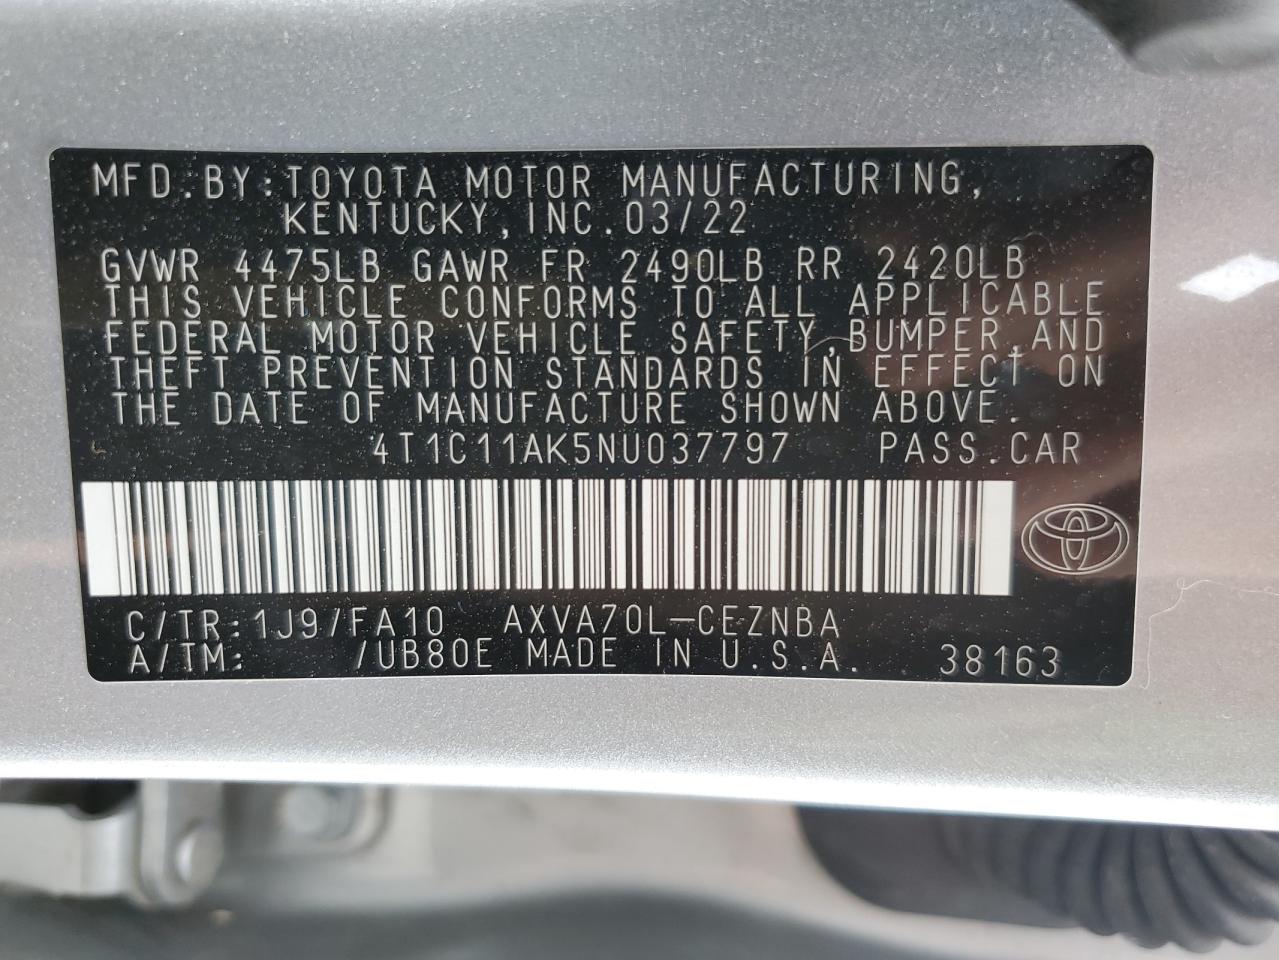 MFD.BY:TOYOTA MOTOR MANUFACTURING,
KENTUCKY,INC.03/22
GVWR 4475LB GAWR FR 2490LB RR 2420LB
THIS VEHICLE CONFORMS TO ALL APPLICABLE
FEDERAL MOTOR VEHICLE SAFETY,BUMPER,AND
THEFT PREVENTION STANDARDS IN EFFECT ON
THE DATE OF MANUFACTURE SHOWN ABOVE.
4T1C11AK5NU037797 PASS.CAR
C/TR:1J9/FA10 AXVA70L-CEZNBA
A/TM: /UB80E MADE IN U.S.A. 38163